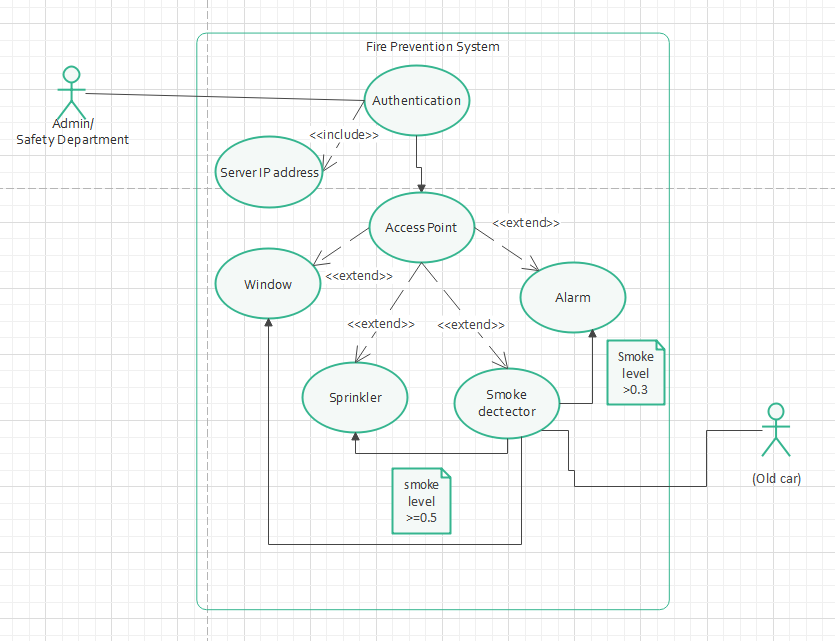 Fire Prevention System
Authentication
Admin/
Safety Department
<<include>>
Server IP address
Access Point
<<extend>>
<<extend>>
Window
Alarm
<<extend>>
<<extend>>
Smoke
level
>0.3
Sprinkler
Smoke
dectector
(Old car)
smoke
level
>=0.5